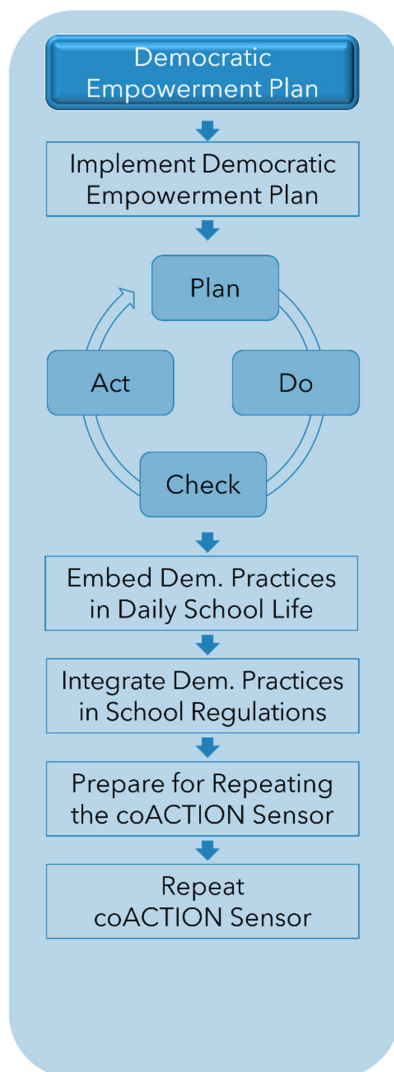 Democratic
Empowerment Plan
Implement Democratic
Empowerment Plan
Plan
Act
Do
Check
Embed Dem. Practices
in Daily School Life
Integrate Dem. Practices
in School Regulations
Prepare for Repeating
the coACTION Sensor
Repeat
coACTION Sensor